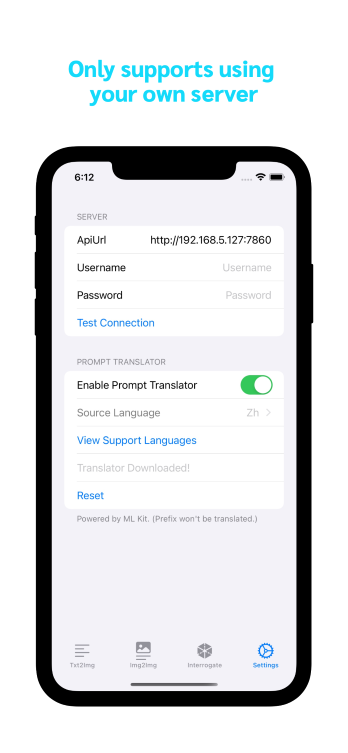 Only supports using
your own server
6:12
SERVER
ApiUrl http://192.168.5.127:7860
Username Username
Password Password
Test Connection
PROMPT TRANSLATOR
Enable Prompt Translator
Source Language Zh
View Support Languages
Translator Downloaded!
Reset
Powered by ML Kit. (Prefix won't be translated.)
Txt2Img Img2Img Interrogate Settings